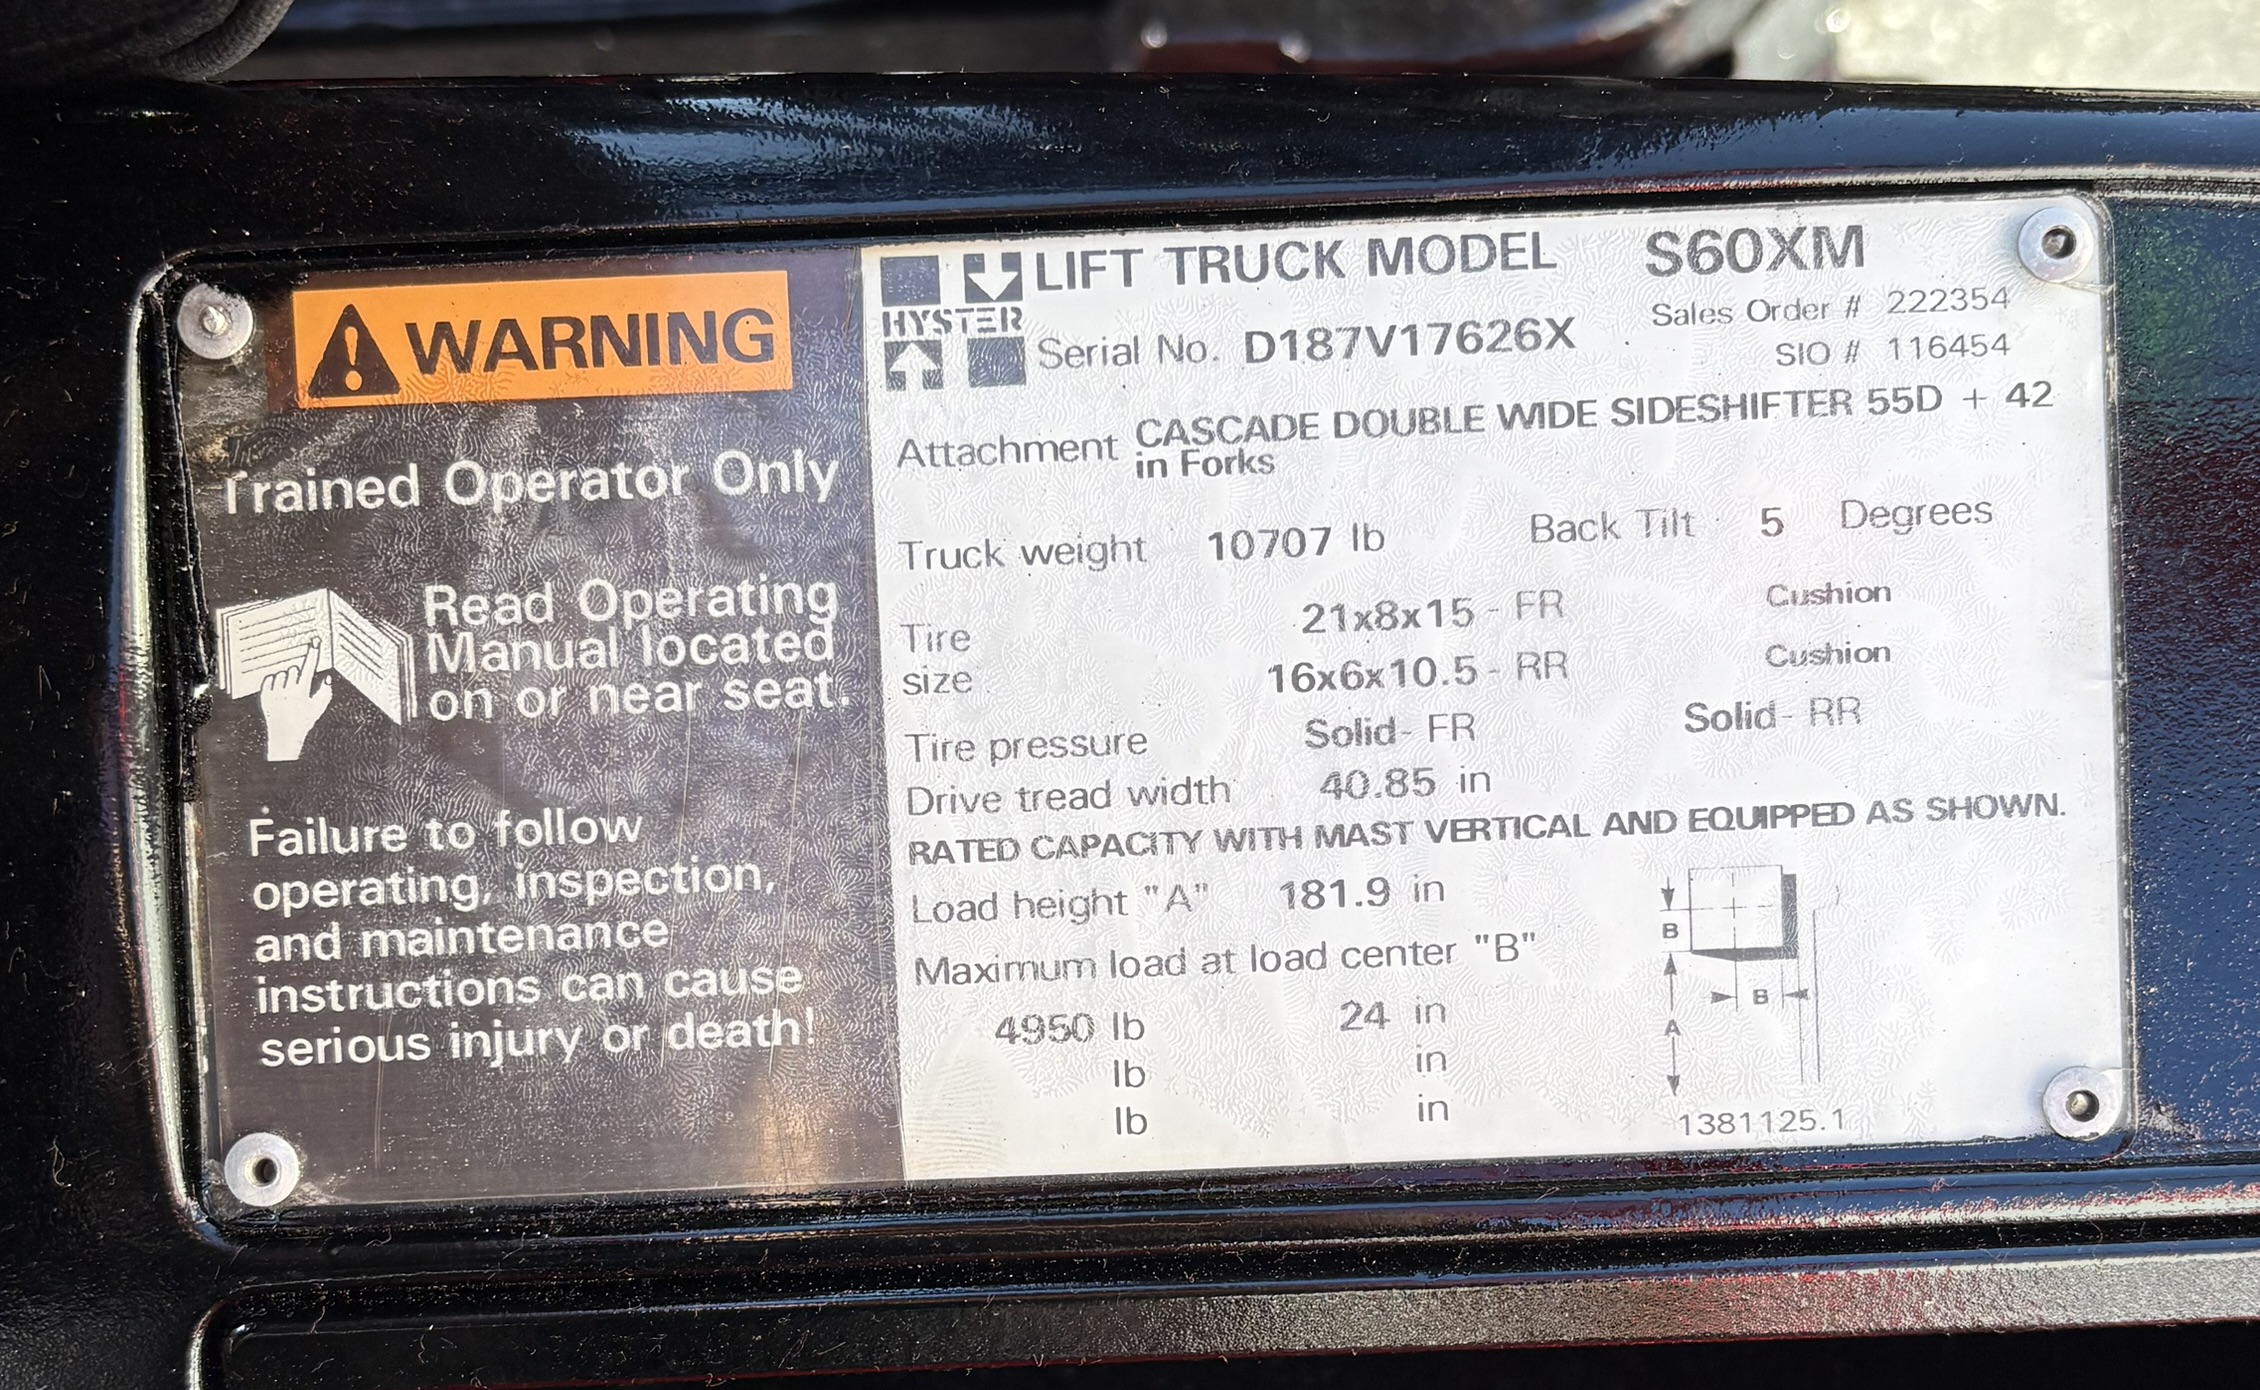 WARNING
Trained Operator Only
Read Operating
Manual located
on or near seat.
Failure to follow
operating, inspection,
and maintenance
instructions can cause
serious injury or death!
HYSTER
LIFT TRUCK MODEL S60XM
Serial No. D187V17626X
Sales Order # 222354
SIO # 116454
Attachment CASCADE DOUBLE WIDE SIDESHIFTER 55D + 42
in Forks
Truck weight 10707 lb Back Tilt 5 Degrees
Tire
size
21x8x15 - FR Cushion
16x6x10.5 - RR Cushion
Tire pressure Solid - FR Solid - RR
Drive tread width 40.85 in
RATED CAPACITY WITH MAST VERTICAL AND EQUIPPED AS SHOWN.
Load height "A" 181.9 in
Maximum load at load center "B"
4950 lb 24 in
lb in
lb in
B
B
A
1381125.1